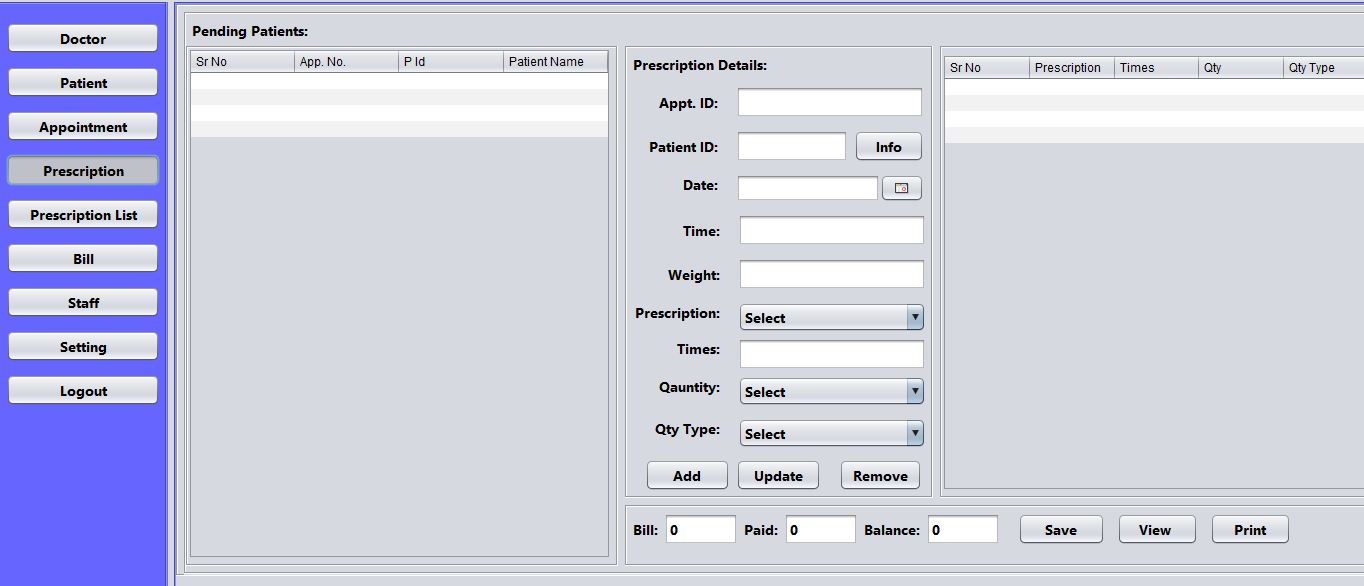 Doctor
Patient
Appointment
Prescription
Prescription List
Bill
Staff
Setting
Logout
Pending Patients:
Sr No App. No. P Id Patient Name
Prescription Details:
Appt. ID:
Patient ID: Info
Date:
Time:
Weight:
Prescription: Select
Times:
Qauntity: Select
Qty Type: Select
Add Update Remove
Sr No Prescription Times Qty Qty Type
Bill: 0 Paid: 0 Balance: 0 Save View Print